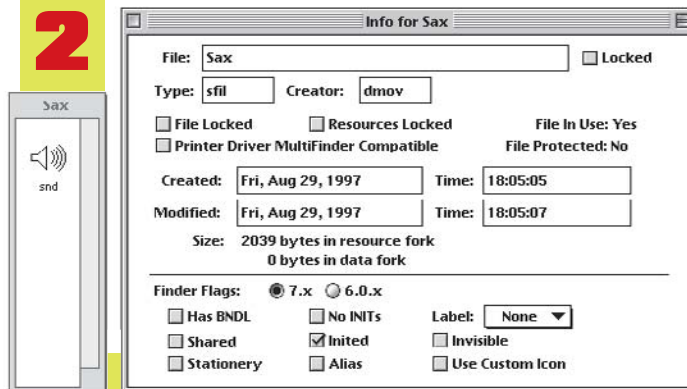 2
Sax
snd
Info for Sax
File: Sax Locked
Type: sfil Creator: dmov
File Locked Resources Locked File In Use: Yes
Printer Driver MultiFinder Compatible File Protected: No
Created: Fri, Aug 29, 1997 Time: 18:05:05
Modified: Fri, Aug 29, 1997 Time: 18:05:07
Size: 2039 bytes in resource fork
0 bytes in data fork
Finder Flags: 7.x 6.0.x
Has BNDL No INITs Label: None
Shared Inited Invisible
Stationery Alias Use Custom Icon